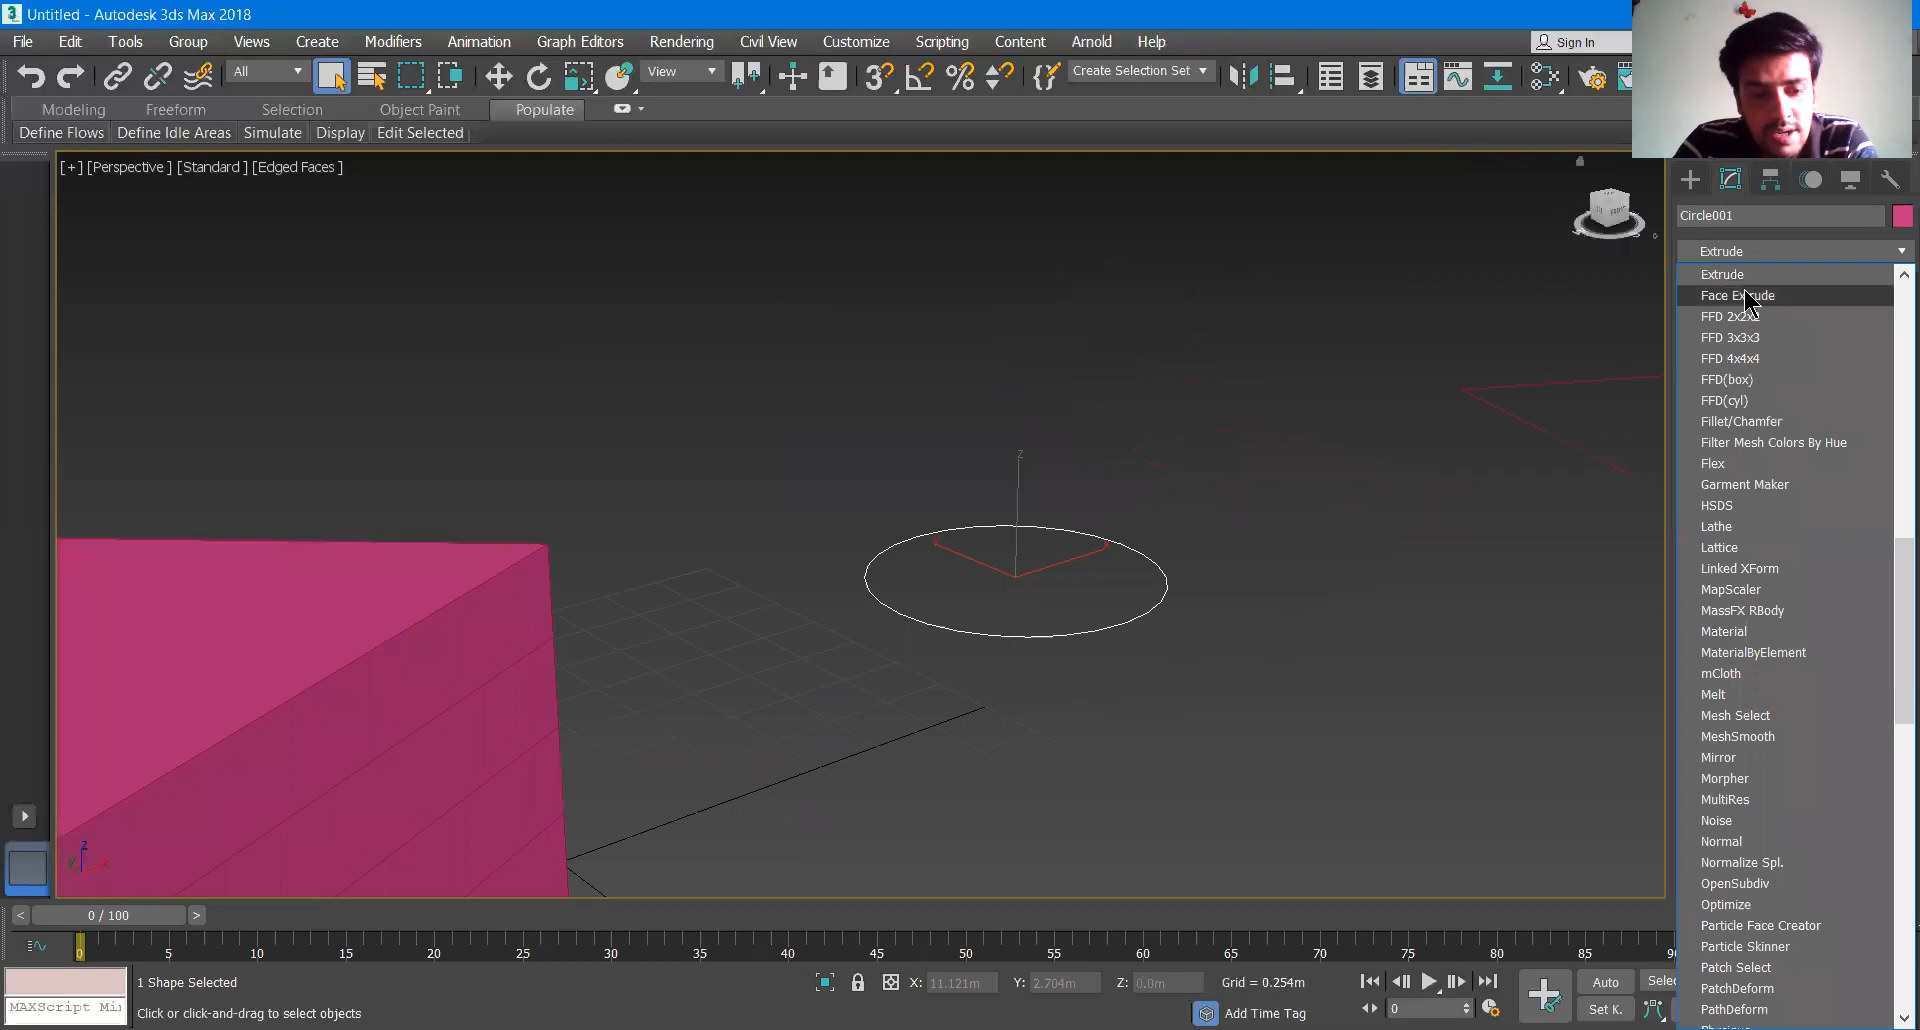 Untitled - Autodesk 3ds Max 2018
File Edit Tools Group Views Create Modifiers Animation Graph Editors Rendering Civil View Customize Scripting Content Arnold Help
Sign In
All View Create Selection Set
Modeling Freeform Selection Object Paint Populate
Define Flows Define Idle Areas Simulate Display Edit Selected
[+] [Perspective ] [Standard ] [Edged Faces ]
Circle001
Extrude
Extrude
Face Extrude
FFD 2x2x2
FFD 3x3x3
FFD 4x4x4
FFD(box)
FFD(cyl)
Fillet/Chamfer
Filter Mesh Colors By Hue
Flex
Garment Maker
HSDS
Lathe
Lattice
Linked XForm
MapScaler
MassFX RBody
Material
MaterialByElement
mCloth
Melt
Mesh Select
MeshSmooth
Mirror
Morpher
MultiRes
Noise
Normal
Normalize Spl.
OpenSubdiv
Optimize
Particle Face Creator
Particle Skinner
Patch Select
PatchDeform
PathDeform
z
x
z
x
< 0 / 100 >
0 5 10 15 20 25 30 35 40 45 50 55 60 65 70 75 80 85
1 Shape Selected
X: 11.121m Y: 2.704m Z: 0.0m Grid = 0.254m
Auto Selec
MAXScript Mi
Click or click-and-drag to select objects
Add Time Tag
0
Set K.